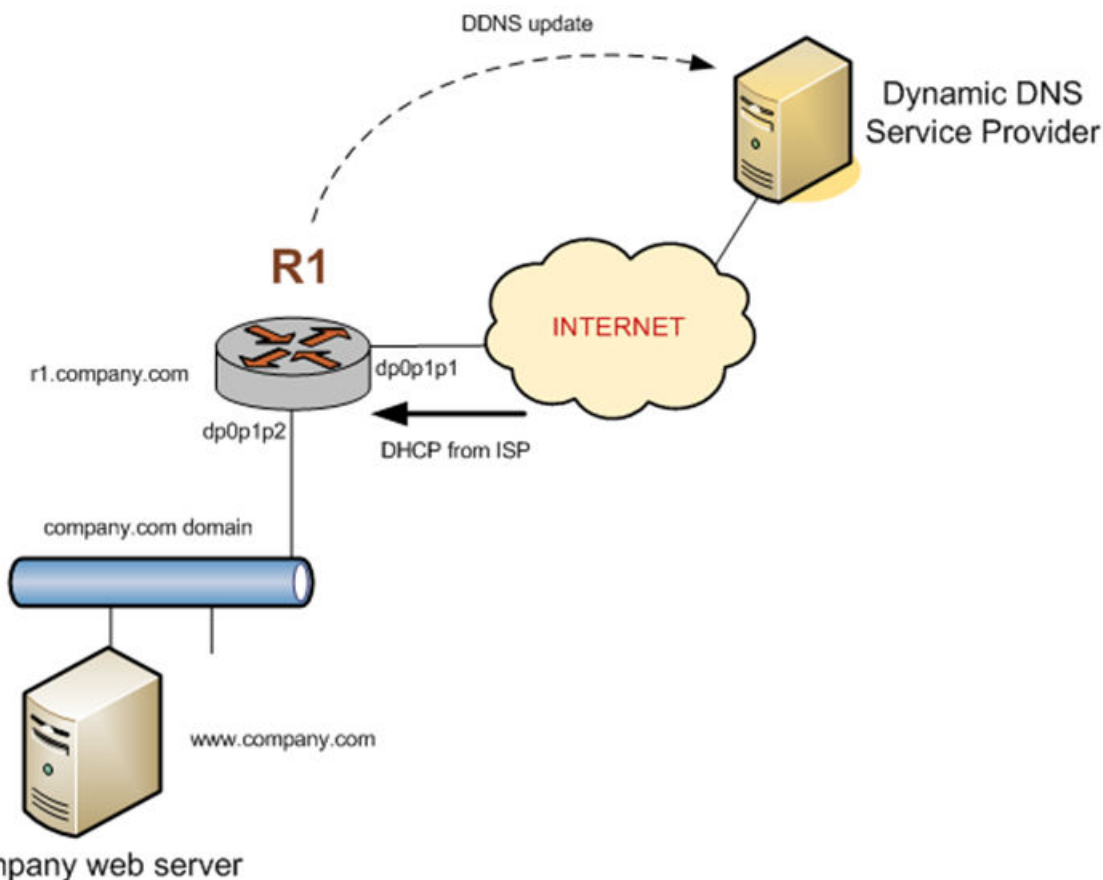 DDNS update
Dynamic DNS
Service Provider
R1
INTERNET
r1.company.com
dp0p1p1
dp0p1p2
DHCP from ISP
company.com domain
www.company.com
web server